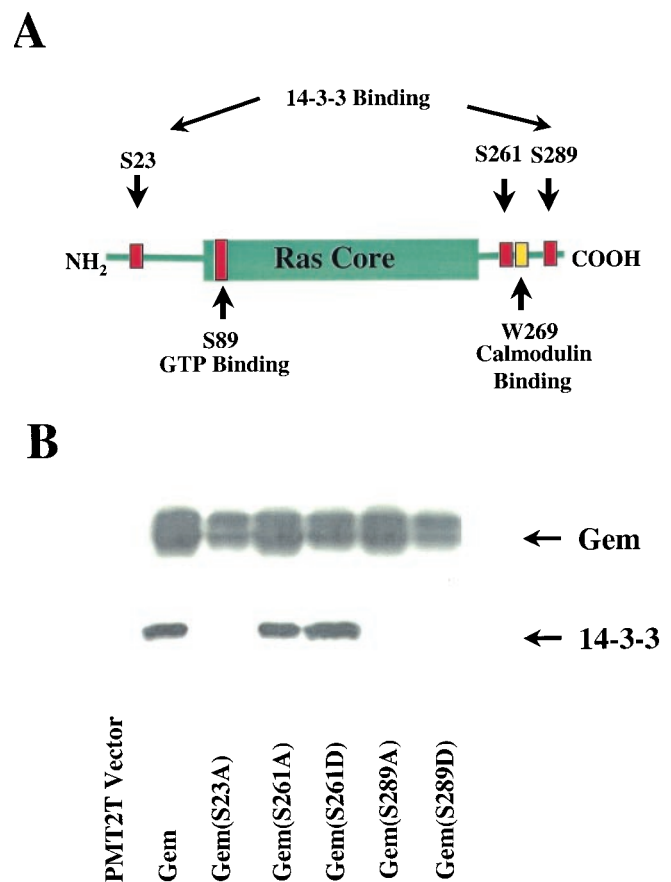 A
14-3-3 Binding
S23
S261 S289
NH2
Ras Core
COOH
S89
GTP Binding
W269
Calmodulin
Binding
B
Gem
14-3-3
PMT2T Vector
Gem
Gem(S23A)
Gem(S261A)
Gem(S261D)
Gem(S289A)
Gem(S289D)